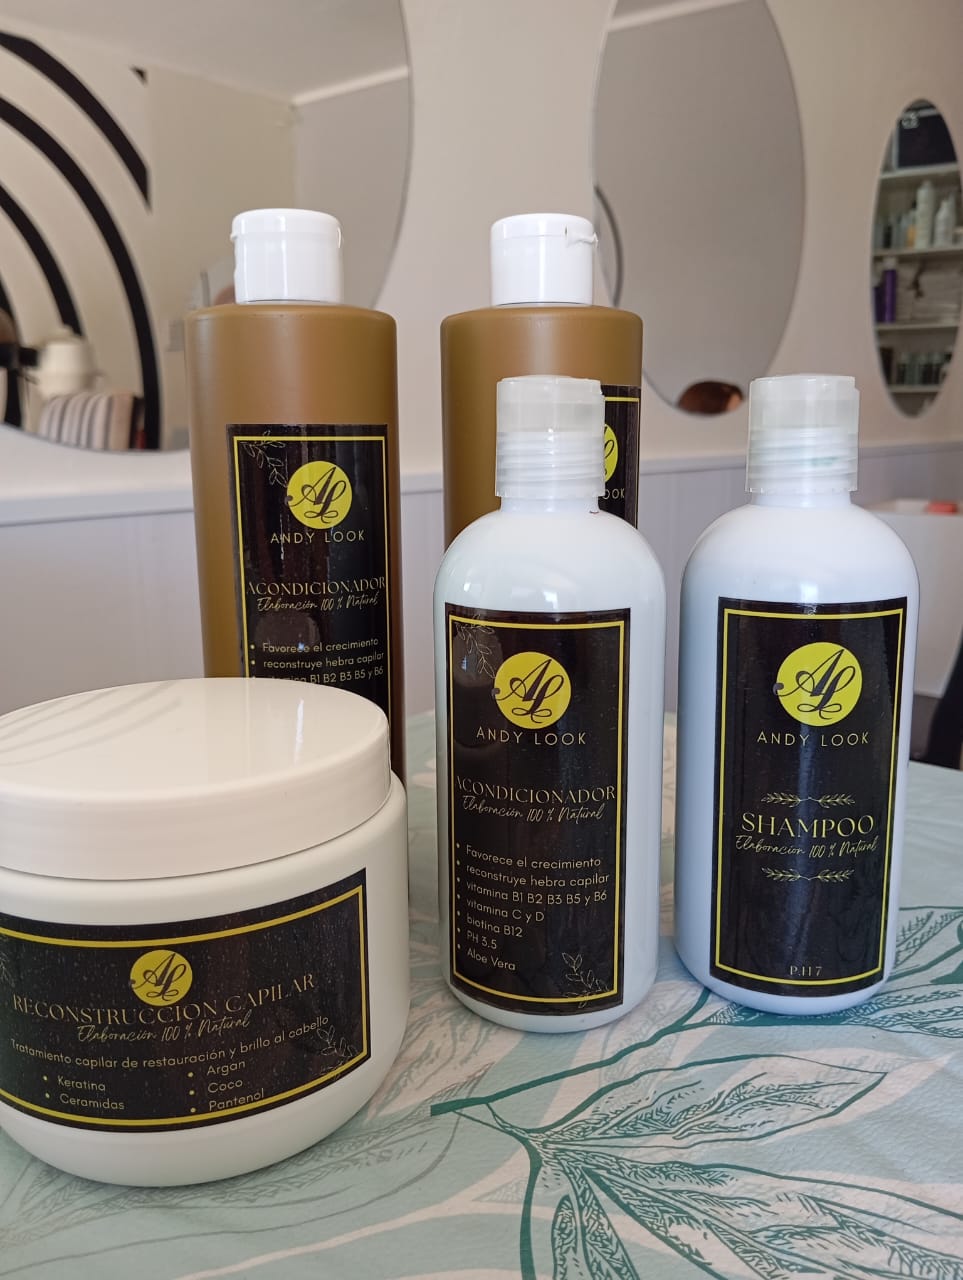 AL
ANDY LOOK
ACONDICIONADOR
Elaboración 100 % Natural
• Favorece el crecimiento
• reconstruye hebra capilar
vitamina B1 B2 B3 B5 y B6
LOOK
AL
ANDY LOOK
ACONDICIONADOR
Elaboración 100 % Natural
• Favorece el crecimiento
• reconstruye hebra capilar
• vitamina B1 B2 B3 B5 y B6
• vitamina C y D
• biotina B12
• PH 3.5
• Aloe Vera
AL
ANDY LOOK
SHAMPOO
Elaboracion 100 % Natural
P.H 7
AL
RECONSTRUCCION CAPILAR
Elaboración 100 % Natural
Tratamiento capilar de restauración y brillo al cabello
• Keratina
• Ceramidas
• Argan
• Coco
• Pantenol